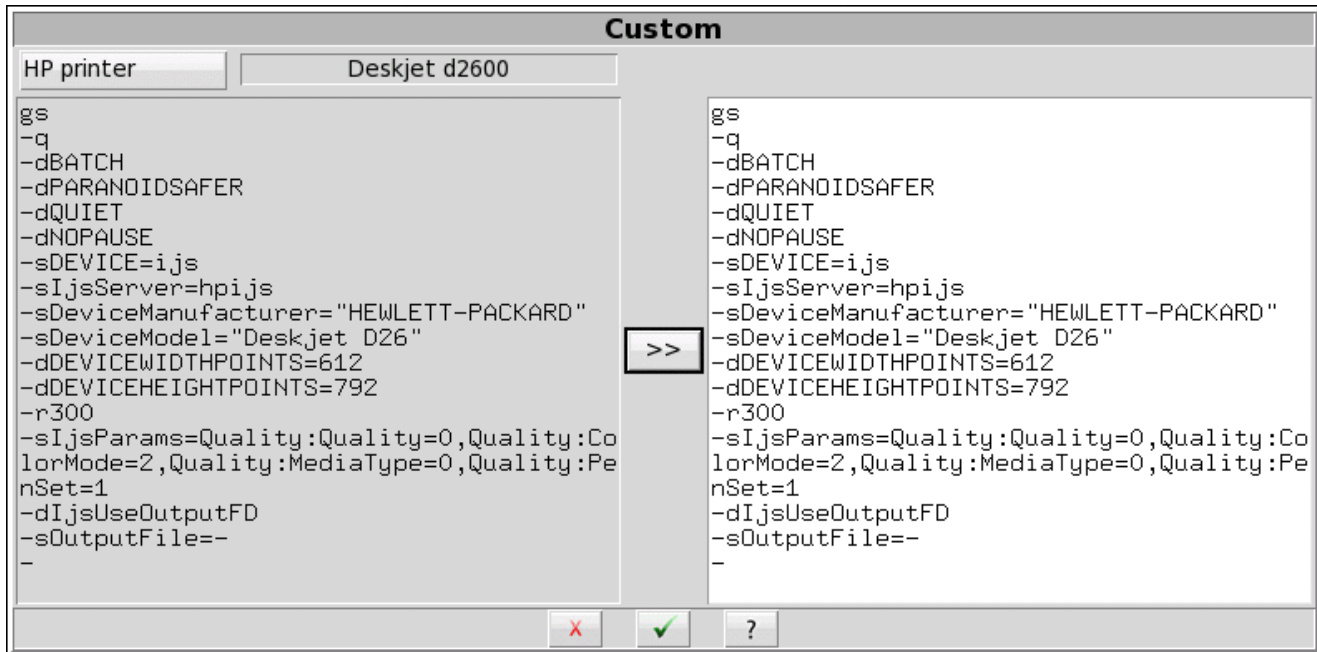 Custom
HP printer
Deskjet d2600
gs
-q
-dBATCH
-dPARANOIDSAFER
-dQUIET
-dNOPAUSE
-sDEVICE=ijs
-sIjsServer=hpijs
-sDeviceManufacturer="HEWLETT-PACKARD"
-sDeviceModel="Deskjet D26"
-dDEVICEWIDTHPOINTS=612
-dDEVICEHEIGHTPOINTS=792
-r300
-sIjsParams=Quality:Quality=0,Quality:Co
lorMode=2,Quality:MediaType=0,Quality:Pe
nSet=1
-dIjsUseOutputFD
-sOutputFile=-
-
>>
gs
-q
-dBATCH
-dPARANOIDSAFER
-dQUIET
-dNOPAUSE
-sDEVICE=ijs
-sIjsServer=hpijs
-sDeviceManufacturer="HEWLETT-PACKARD"
-sDeviceModel="Deskjet D26"
-dDEVICEWIDTHPOINTS=612
-dDEVICEHEIGHTPOINTS=792
-r300
-sIjsParams=Quality:Quality=0,Quality:Co
lorMode=2,Quality:MediaType=0,Quality:Pe
nSet=1
-dIjsUseOutputFD
-sOutputFile=-
-
X
?